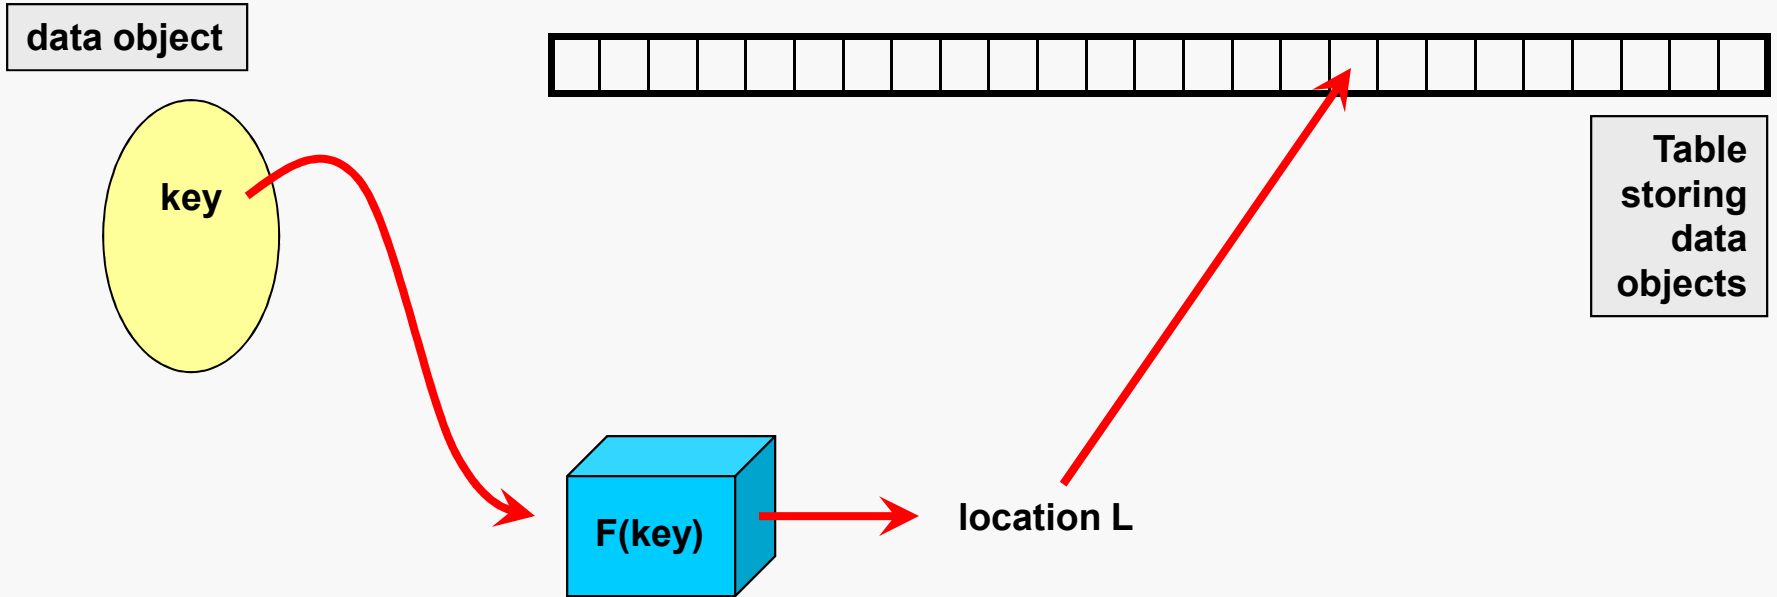 data object
key
Table
storing
data
objects
F(key)
location L